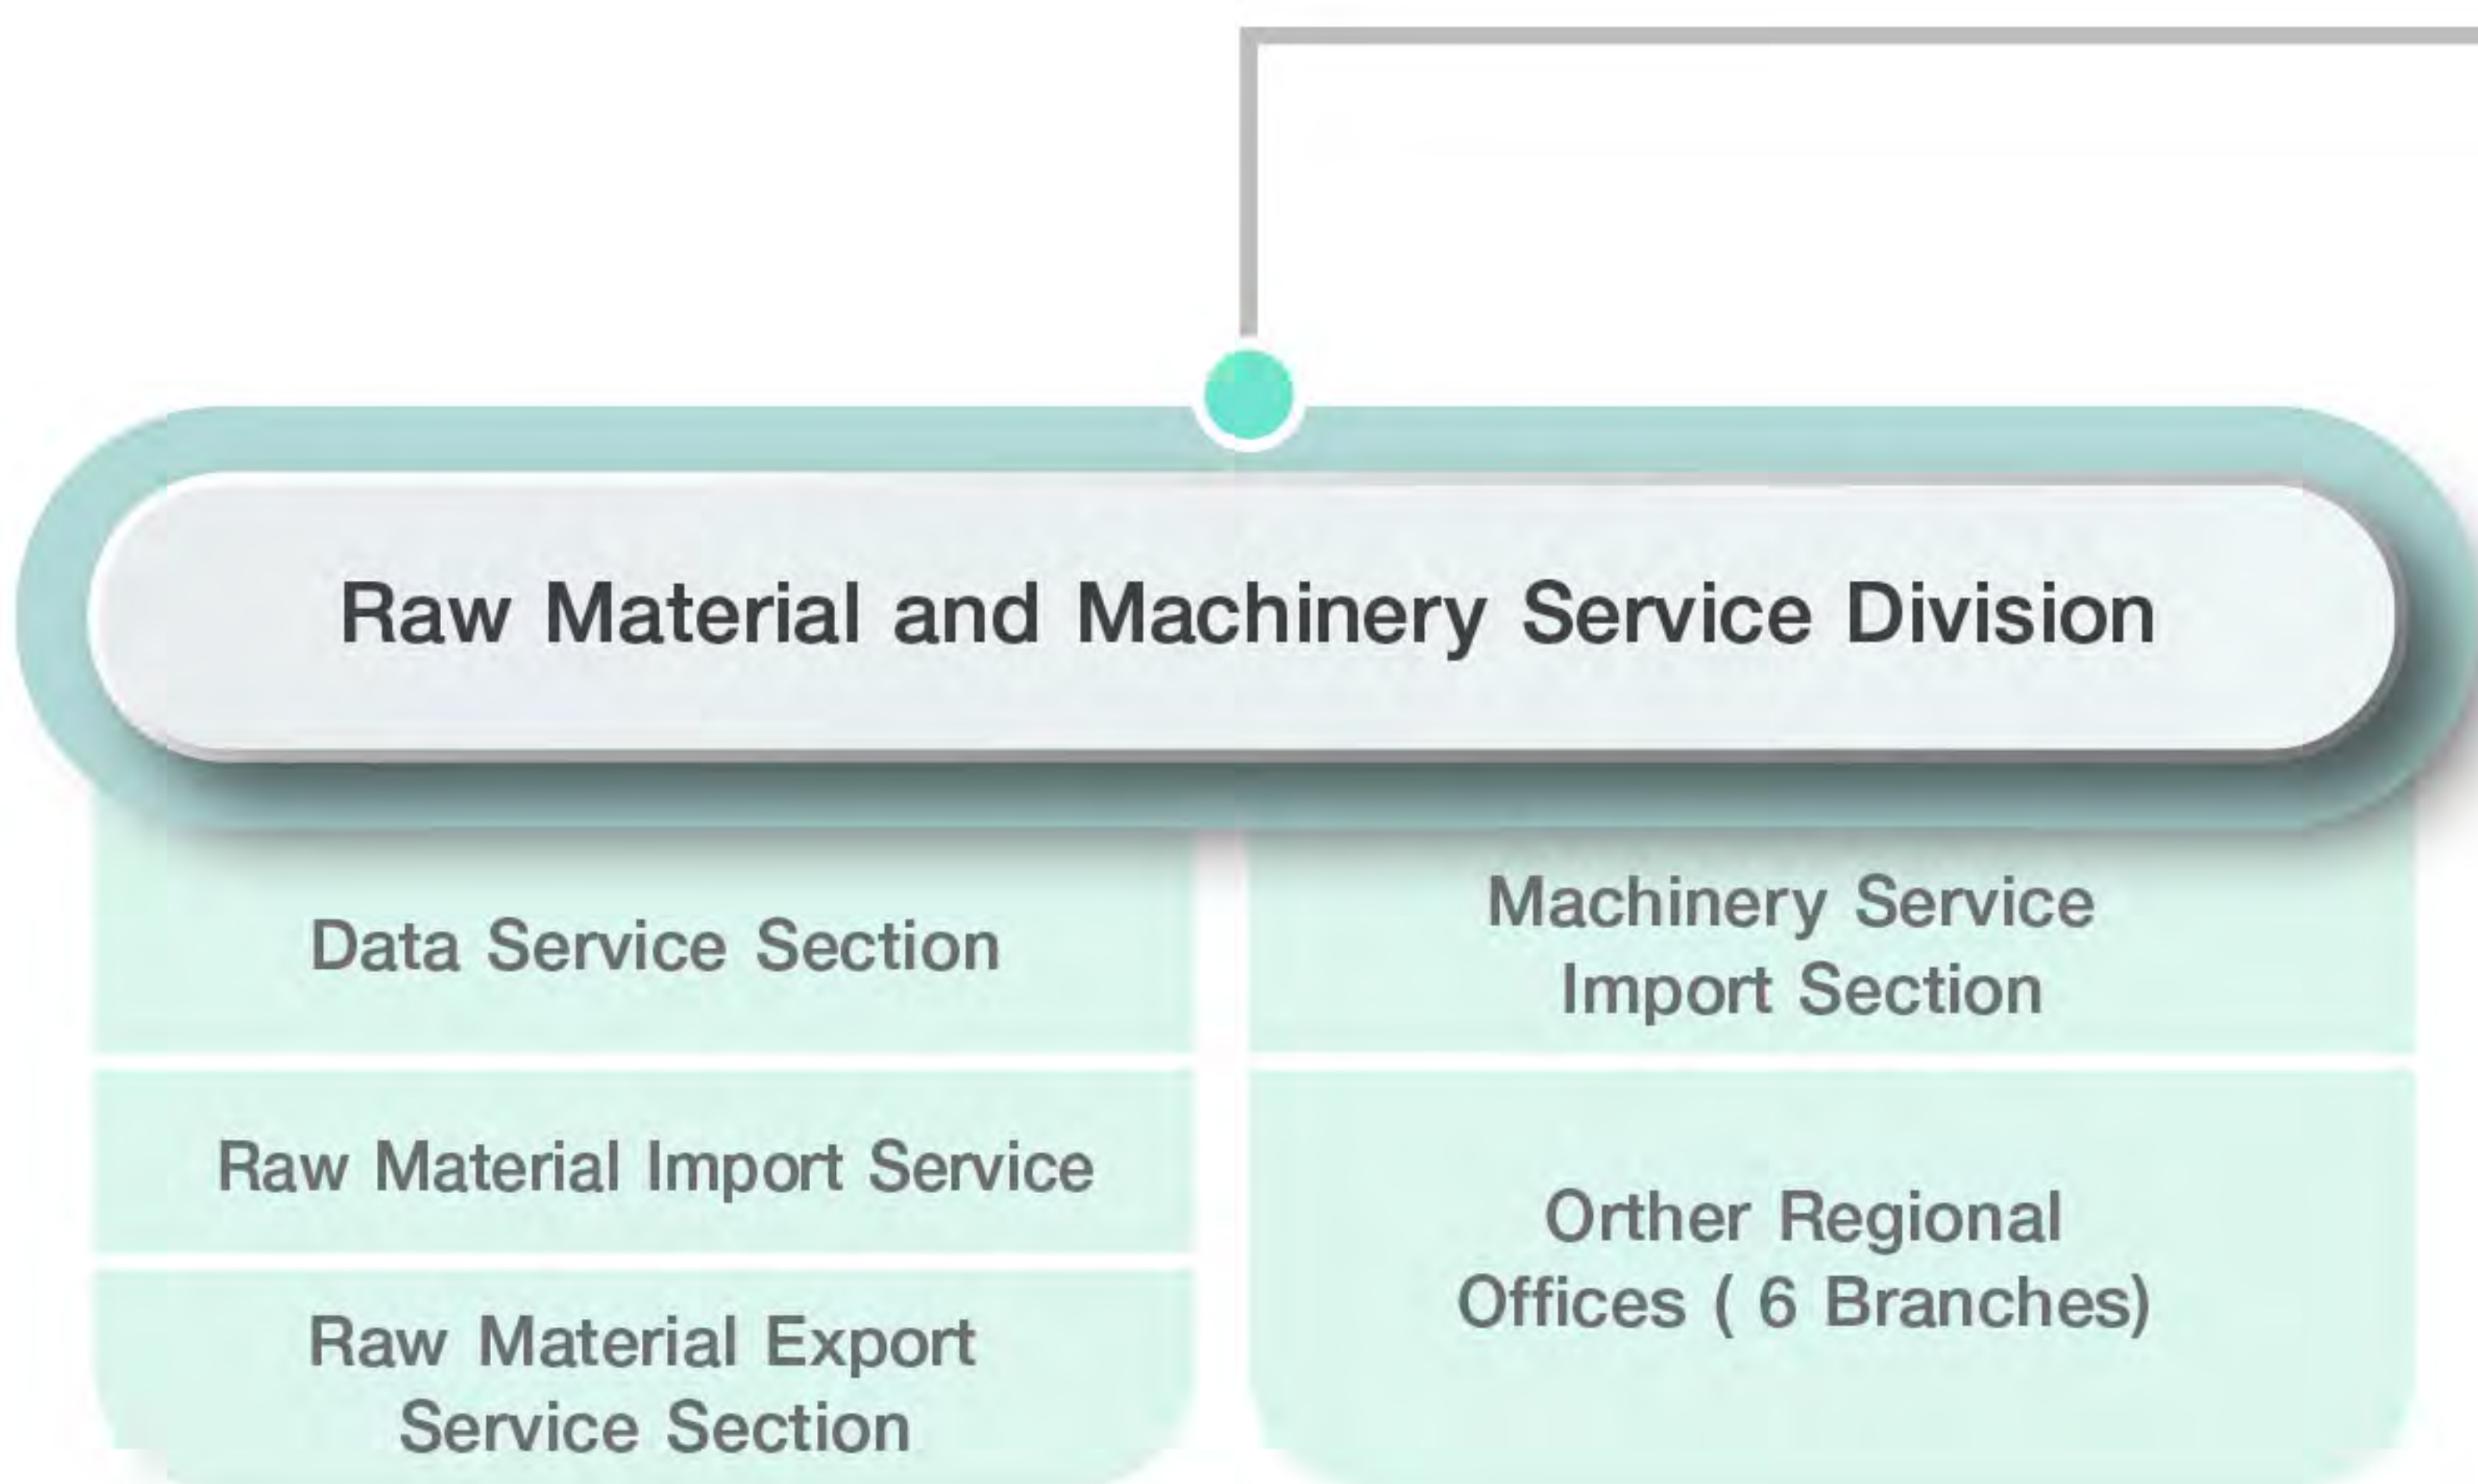 Raw Material and Machinery Service Division
Data Service Section
Raw Material Import Service
Raw Material Export
Service Section
Machinery Service
Import Section
Orther Regional
Offices ( 6 Branches)